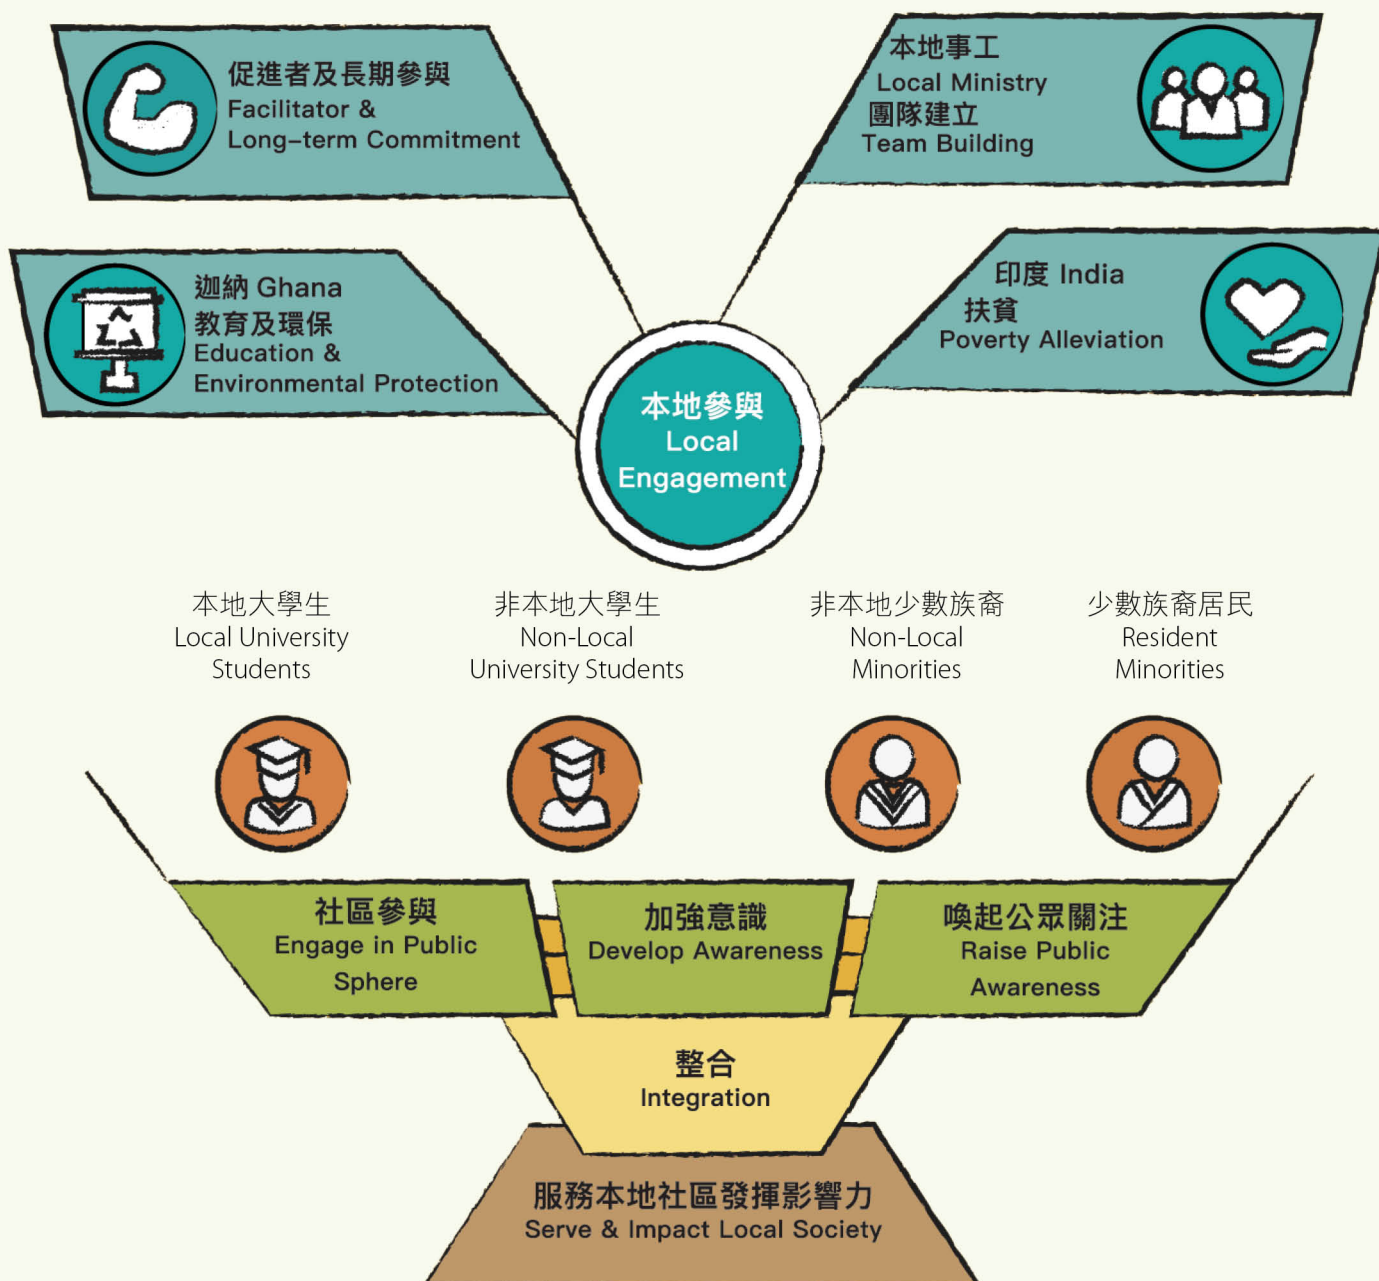 促進者及長期參與
Facilitator &
Long-term Commitment
本地事工
Local Ministry
團隊建立
Team Building
迦納 Ghana
教育及環保
Education &
Environmental Protection
印度 India
扶貧
Poverty Alleviation
本地參與
Local
Engagement
本地大學生
Local University
Students
非本地大學生
Non-Local
University Students
非本地少數族裔
Non-Local
Minorities
少數族裔居民
Resident
Minorities
社區參與
Engage in Public
Sphere
加強意識
Develop Awareness
喚起公眾關注
Raise Public
Awareness
整合
Integration
服務本地社區發揮影響力
Serve & Impact Local Society